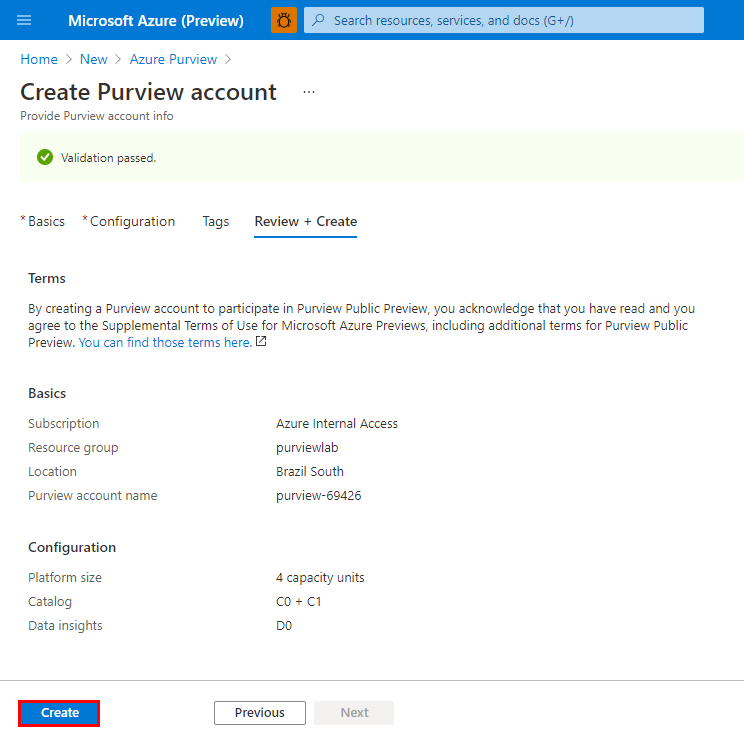 Microsoft Azure (Preview)
Search resources, services, and docs (G+/)
Home > New > Azure Purview >
Create Purview account ...
Provide Purview account info
Validation passed.
* Basics * Configuration Tags Review + Create
Terms
By creating a Purview account to participate in Purview Public Preview, you acknowledge that you have read and you
agree to the Supplemental Terms of Use for Microsoft Azure Previews, including additional terms for Purview Public
Preview. You can find those terms here.
Basics
Subscription Azure Internal Access
Resource group purviewlab
Location Brazil South
Purview account name purview-69426
Configuration
Platform size 4 capacity units
Catalog C0 + C1
Data insights D0
Create Previous Next